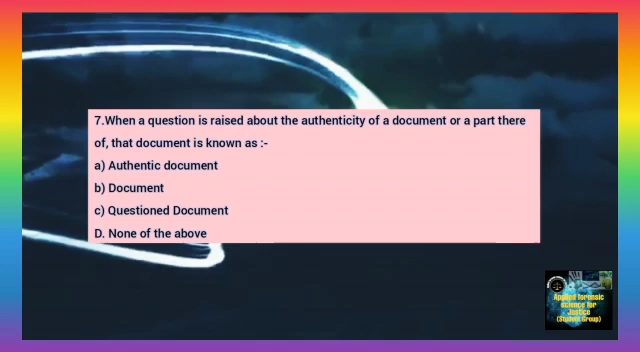 7.When a question is raised about the authenticity of a document or a part there
of, that document is known as :-
a) Authentic document
b) Document
c) Questioned Document
D. None of the above
Applied forensic
science for
Justice
(Student Group)